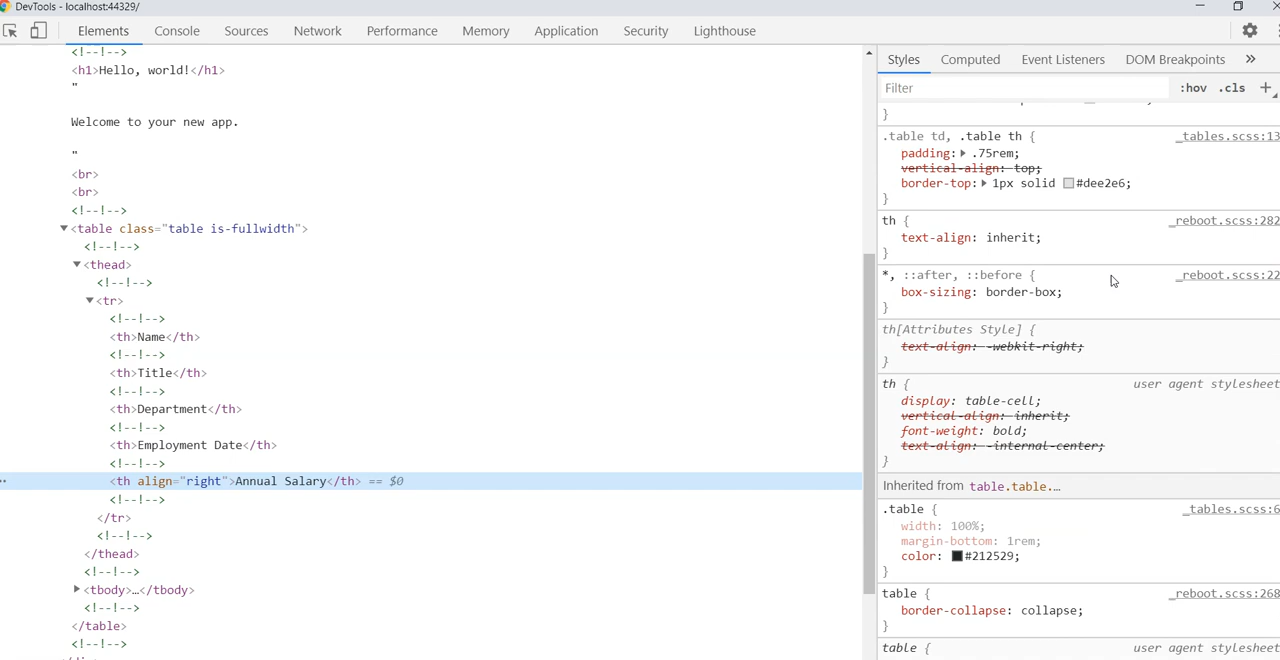 DevTools - localhost:44329/
Elements Console Sources Network Performance Memory Application Security Lighthouse
<!--!-->
<h1>Hello, world!</h1>
"
Welcome to your new app.
"
<br>
<br>
<!--!-->
<table class="table is-fullwidth">
<!--!-->
<thead>
<!--!-->
<tr>
<!--!-->
<th>Name</th>
<!--!-->
<th>Title</th>
<!--!-->
<th>Department</th>
<!--!-->
<th>Employment Date</th>
<!--!-->
<th align="right">Annual Salary</th> == $0
<!--!-->
</tr>
<!--!-->
</thead>
<!--!-->
<tbody>…</tbody>
<!--!-->
</table>
<!--!-->
Styles Computed Event Listeners DOM Breakpoints »
Filter :hov .cls +
}
.table td, .table th { _tables.scss:13
padding: .75rem;
vertical-align: top;
border-top: 1px solid #dee2e6;
}
th { _reboot.scss:282
text-align: inherit;
}
*, ::after, ::before { _reboot.scss:22
box-sizing: border-box;
}
th[Attributes Style] {
text-align: -webkit-right;
}
th { user agent stylesheet
display: table-cell;
vertical-align: inherit;
font-weight: bold;
text-align: -internal-center;
}
Inherited from table.table.…
.table { _tables.scss:6
width: 100%;
margin-bottom: 1rem;
color: #212529;
}
table { _reboot.scss:268
border-collapse: collapse;
}
table { user agent stylesheet